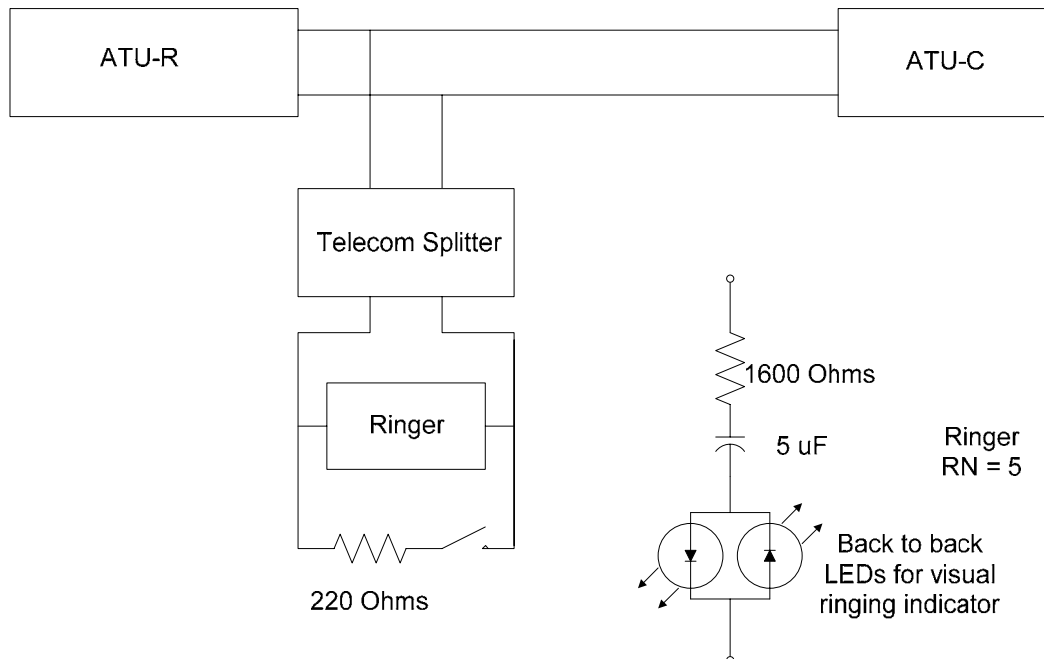 ATU-R
ATU-C
Telecom Splitter
Ringer
220 Ohms
1600 Ohms
5 uF
Ringer
RN = 5
Back to back
LEDs for visual
ringing indicator